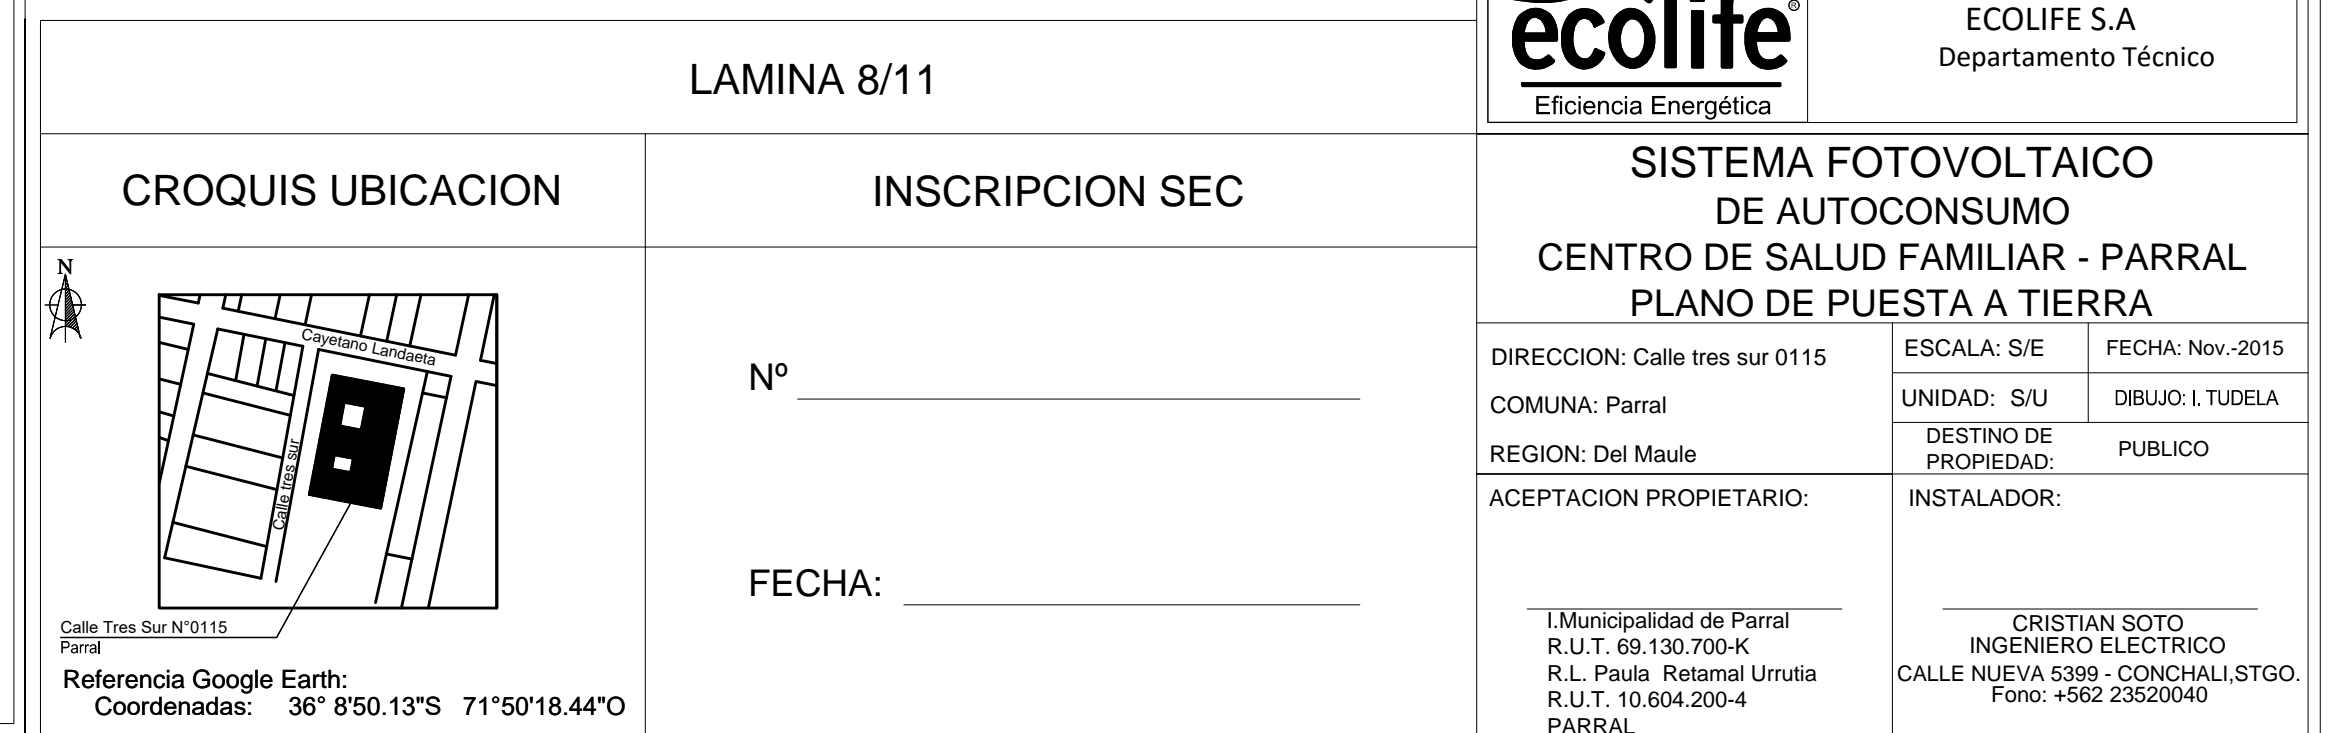 LAMINA 8/11
ecolife®
Eficiencia Energética
ECOLIFE S.A
Departamento Técnico
CROQUIS UBICACION
INSCRIPCION SEC
SISTEMA FOTOVOLTAICO
DE AUTOCONSUMO
CENTRO DE SALUD FAMILIAR - PARRAL
PLANO DE PUESTA A TIERRA
N
Cayetano Landaeta
Calle tres sur
Calle Tres Sur N°0115
Parral
Referencia Google Earth:
Coordenadas: 36° 8'50.13"S 71°50'18.44"O
Nº
FECHA:
DIRECCION: Calle tres sur 0115
COMUNA: Parral
REGION: Del Maule
ESCALA: S/E
FECHA: Nov.-2015
UNIDAD: S/U
DIBUJO: I. TUDELA
DESTINO DE
PROPIEDAD:
PUBLICO
ACEPTACION PROPIETARIO:
I.Municipalidad de Parral
R.U.T. 69.130.700-K
R.L. Paula Retamal Urrutia
R.U.T. 10.604.200-4
PARRAL
INSTALADOR:
CRISTIAN SOTO
INGENIERO ELECTRICO
CALLE NUEVA 5399 - CONCHALI,STGO.
Fono: +562 23520040